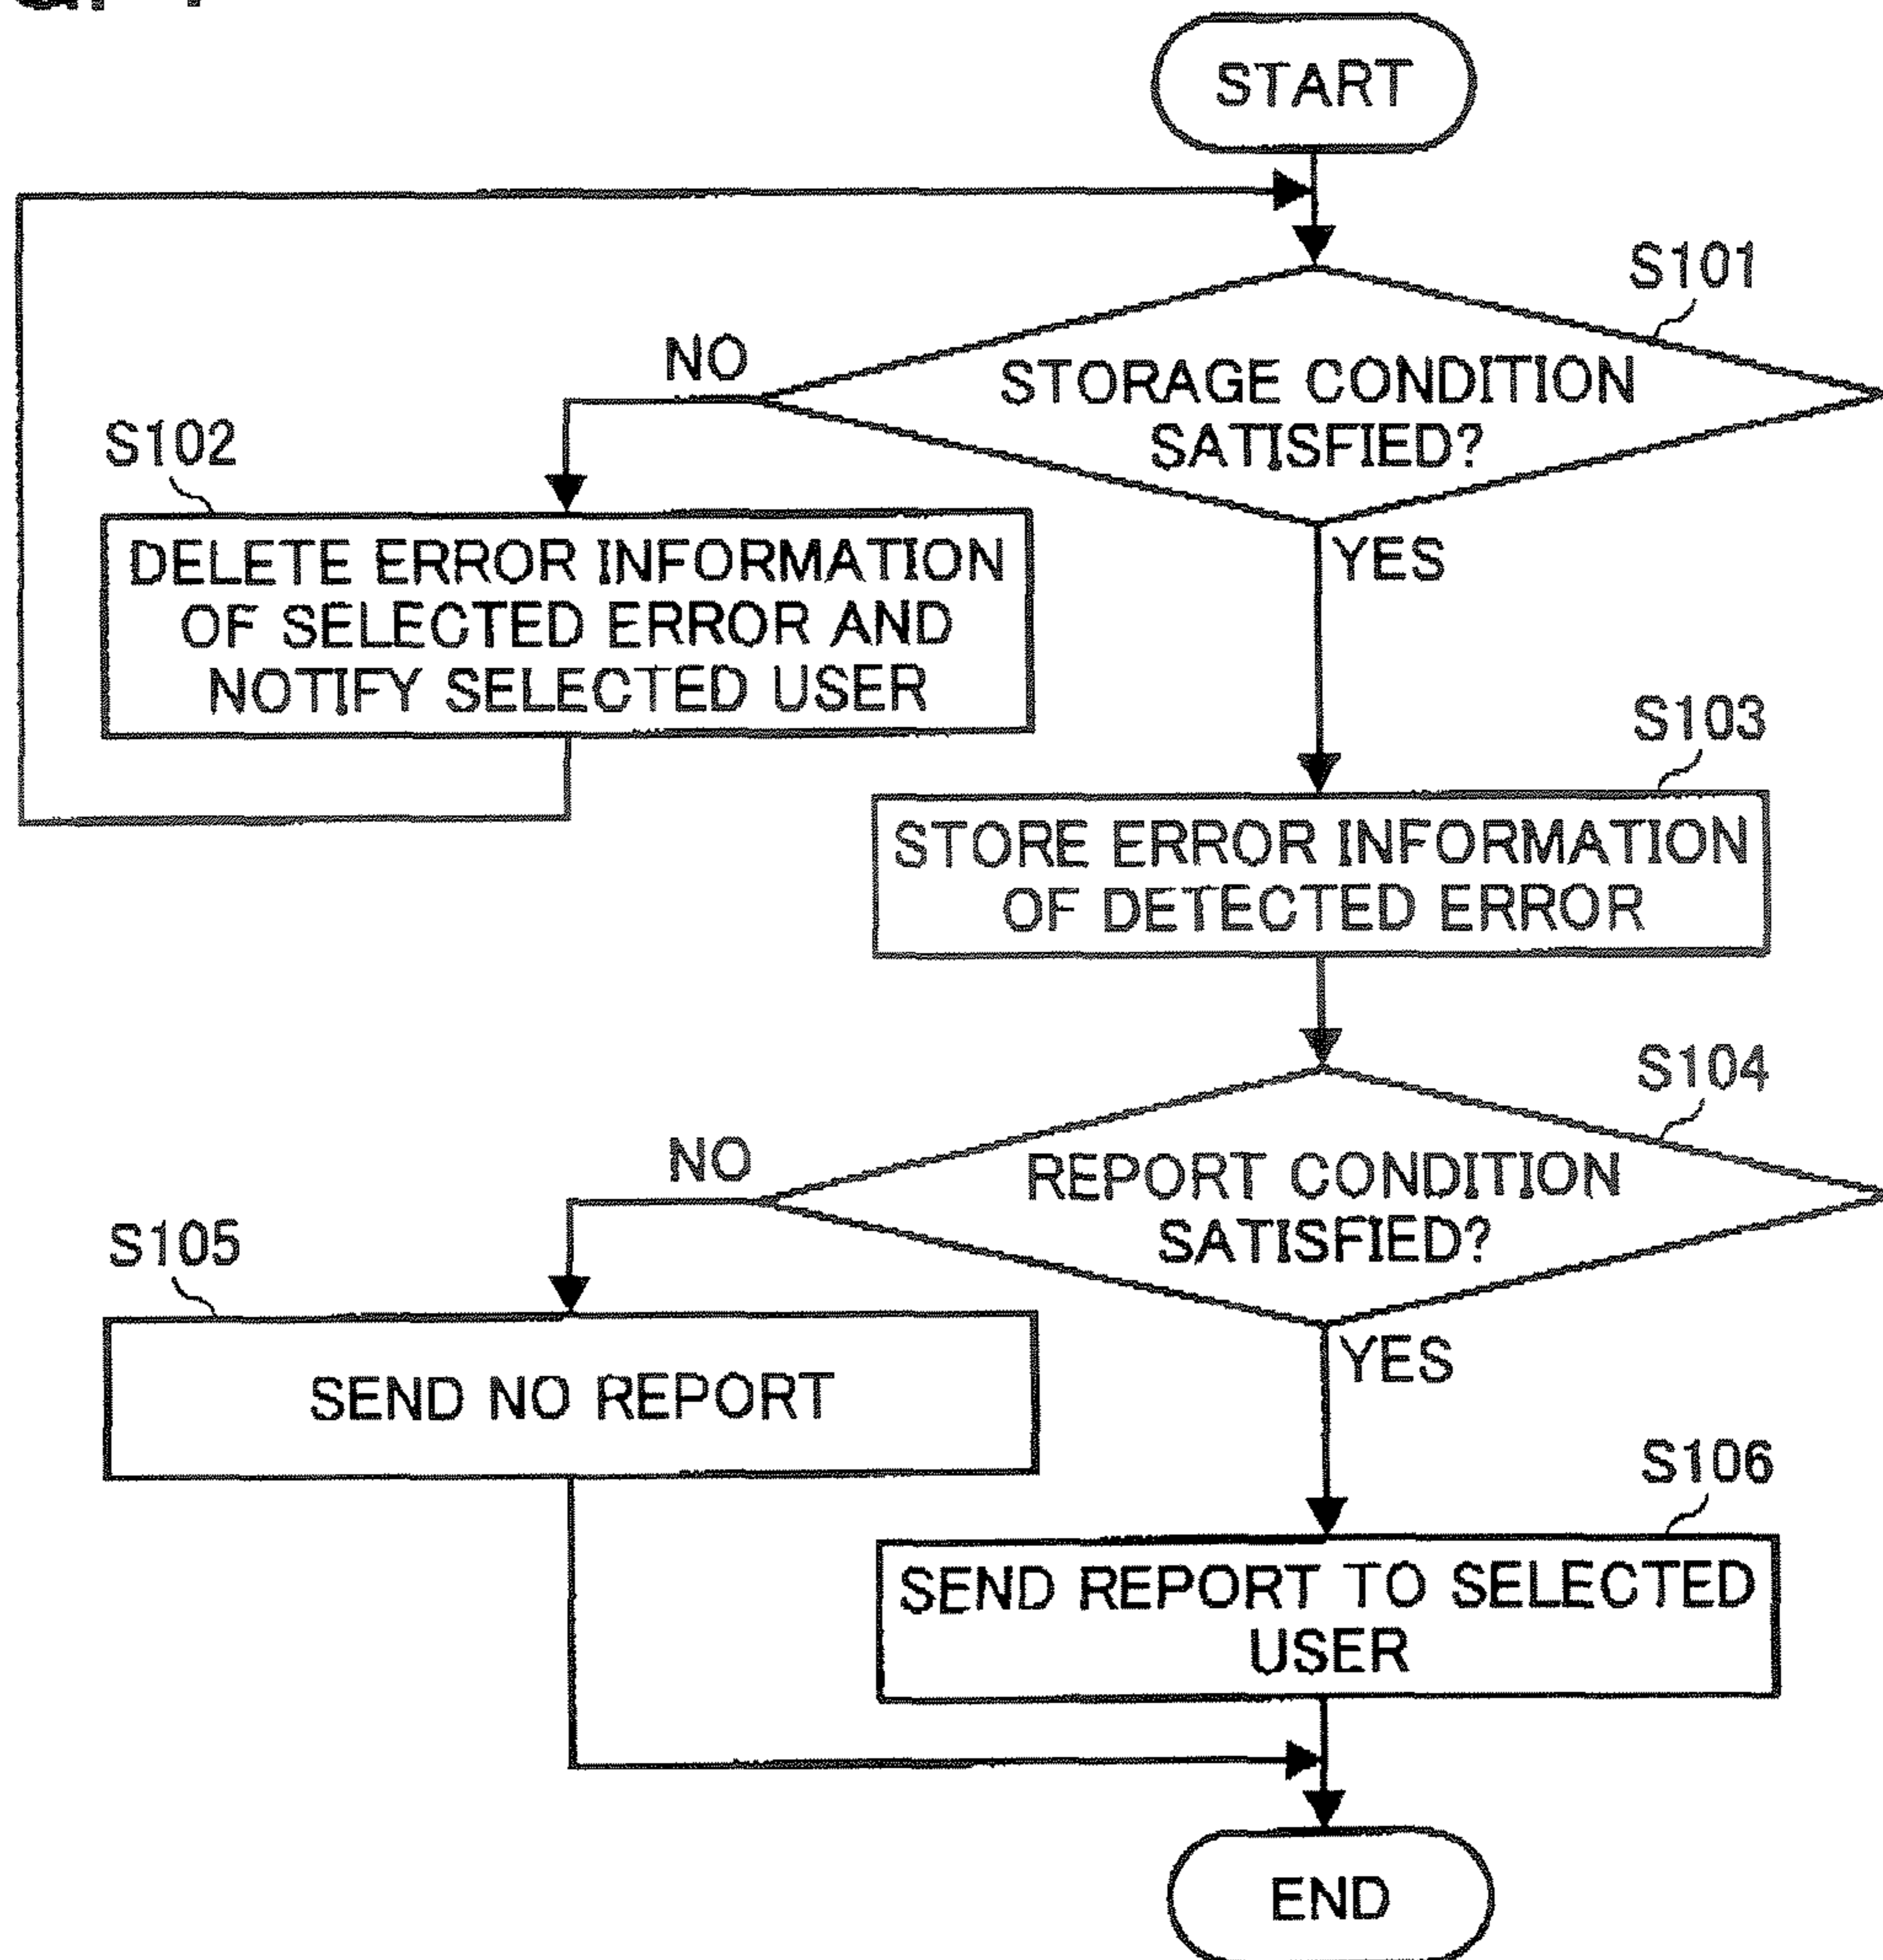 START
S101
NO
STORAGE CONDITION
SATISFIED?
S102
YES
DELETE ERROR INFORMATION
OF SELECTED ERROR AND
NOTIFY SELECTED USER
S103
STORE ERROR INFORMATION
OF DETECTED ERROR
S104
NO
REPORT CONDITION
SATISFIED?
S105
YES
SEND NO REPORT
S106
SEND REPORT TO SELECTED
USER
END